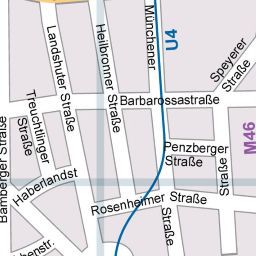 Landshuter Straße
Heilbronner Straße
Münchener
U4
Speyerer
Straße
Barbarossastraße
Treuchtlinger
Straße
Penzberger
Straße
M46
Bamberger Straße
Haberlandst
Rosenheimer Straße
Straße
Straße